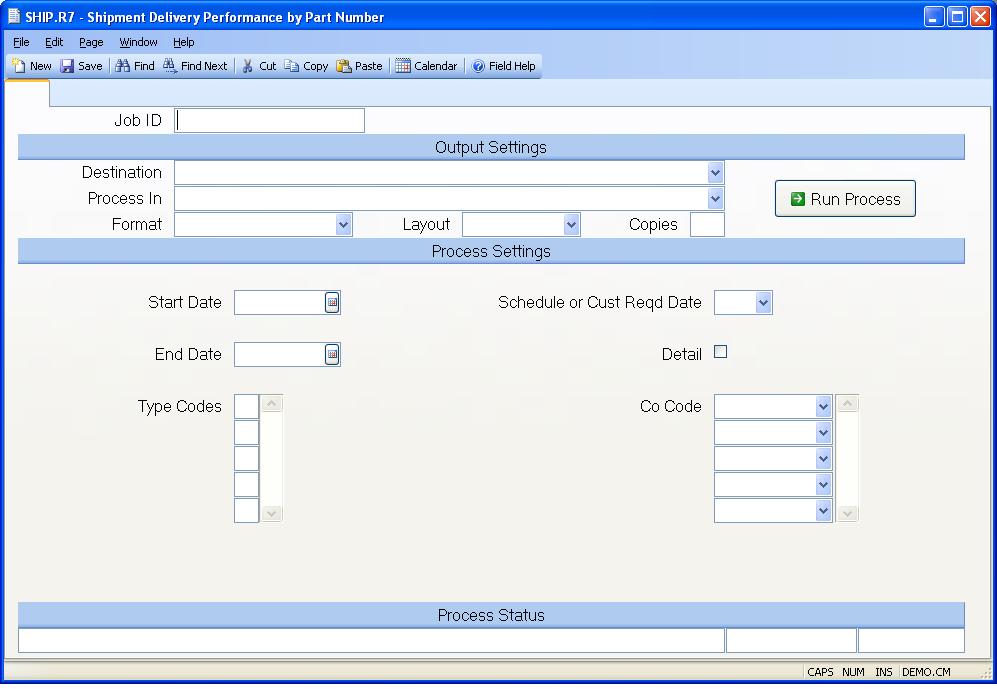 SHIP.R7 - Shipment Delivery Performance by Part Number
File Edit Page Window Help
New Save Find Find Next Cut Copy Paste Calendar Field Help
Job ID
Output Settings
Destination
Process In
Run Process
Format Layout Copies
Process Settings
Start Date Schedule or Cust Reqd Date
End Date Detail
Type Codes Co Code
Process Status
CAPS NUM INS DEMO.CM